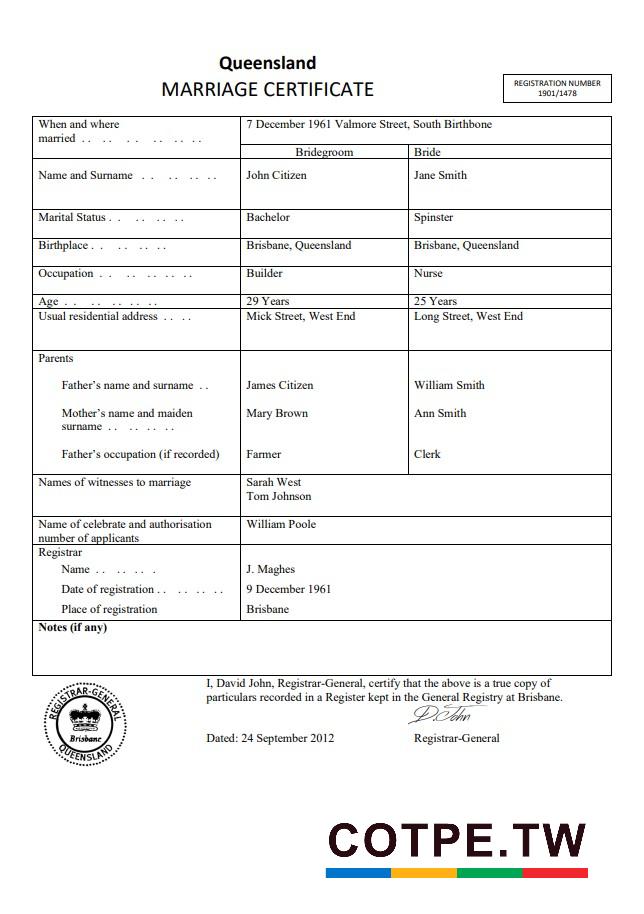 Queensland
MARRIAGE CERTIFICATE
REGISTRATION NUMBER
1901/1478
When and where
married . . . . . . . . . . . .
7 December 1961 Valmore Street, South Birthbone
Bridegroom
Bride
Name and Surname . . . . . . . .
John Citizen
Jane Smith
Marital Status . . . . . . . .
Bachelor
Spinster
Birthplace . . . . . . . .
Brisbane, Queensland
Brisbane, Queensland
Occupation . . . . . . . . . .
Builder
Nurse
Age . . . . . . . . . .
29 Years
25 Years
Usual residential address . . . .
Mick Street, West End
Long Street, West End
Parents
Father’s name and surname . .
James Citizen
William Smith
Mother’s name and maiden
surname . . . . . . . .
Mary Brown
Ann Smith
Father’s occupation (if recorded)
Farmer
Clerk
Names of witnesses to marriage
Sarah West
Tom Johnson
Name of celebrate and authorisation
number of applicants
William Poole
Registrar
Name . . . . . . .
J. Maghes
Date of registration . . . . . . . .
9 December 1961
Place of registration
Brisbane
Notes (if any)
REGISTRAR-GENERAL
Brisbane
QUEENSLAND
I, David John, Registrar-General, certify that the above is a true copy of
particulars recorded in a Register kept in the General Registry at Brisbane.
D. John
Dated: 24 September 2012
Registrar-General
COTPE.TW